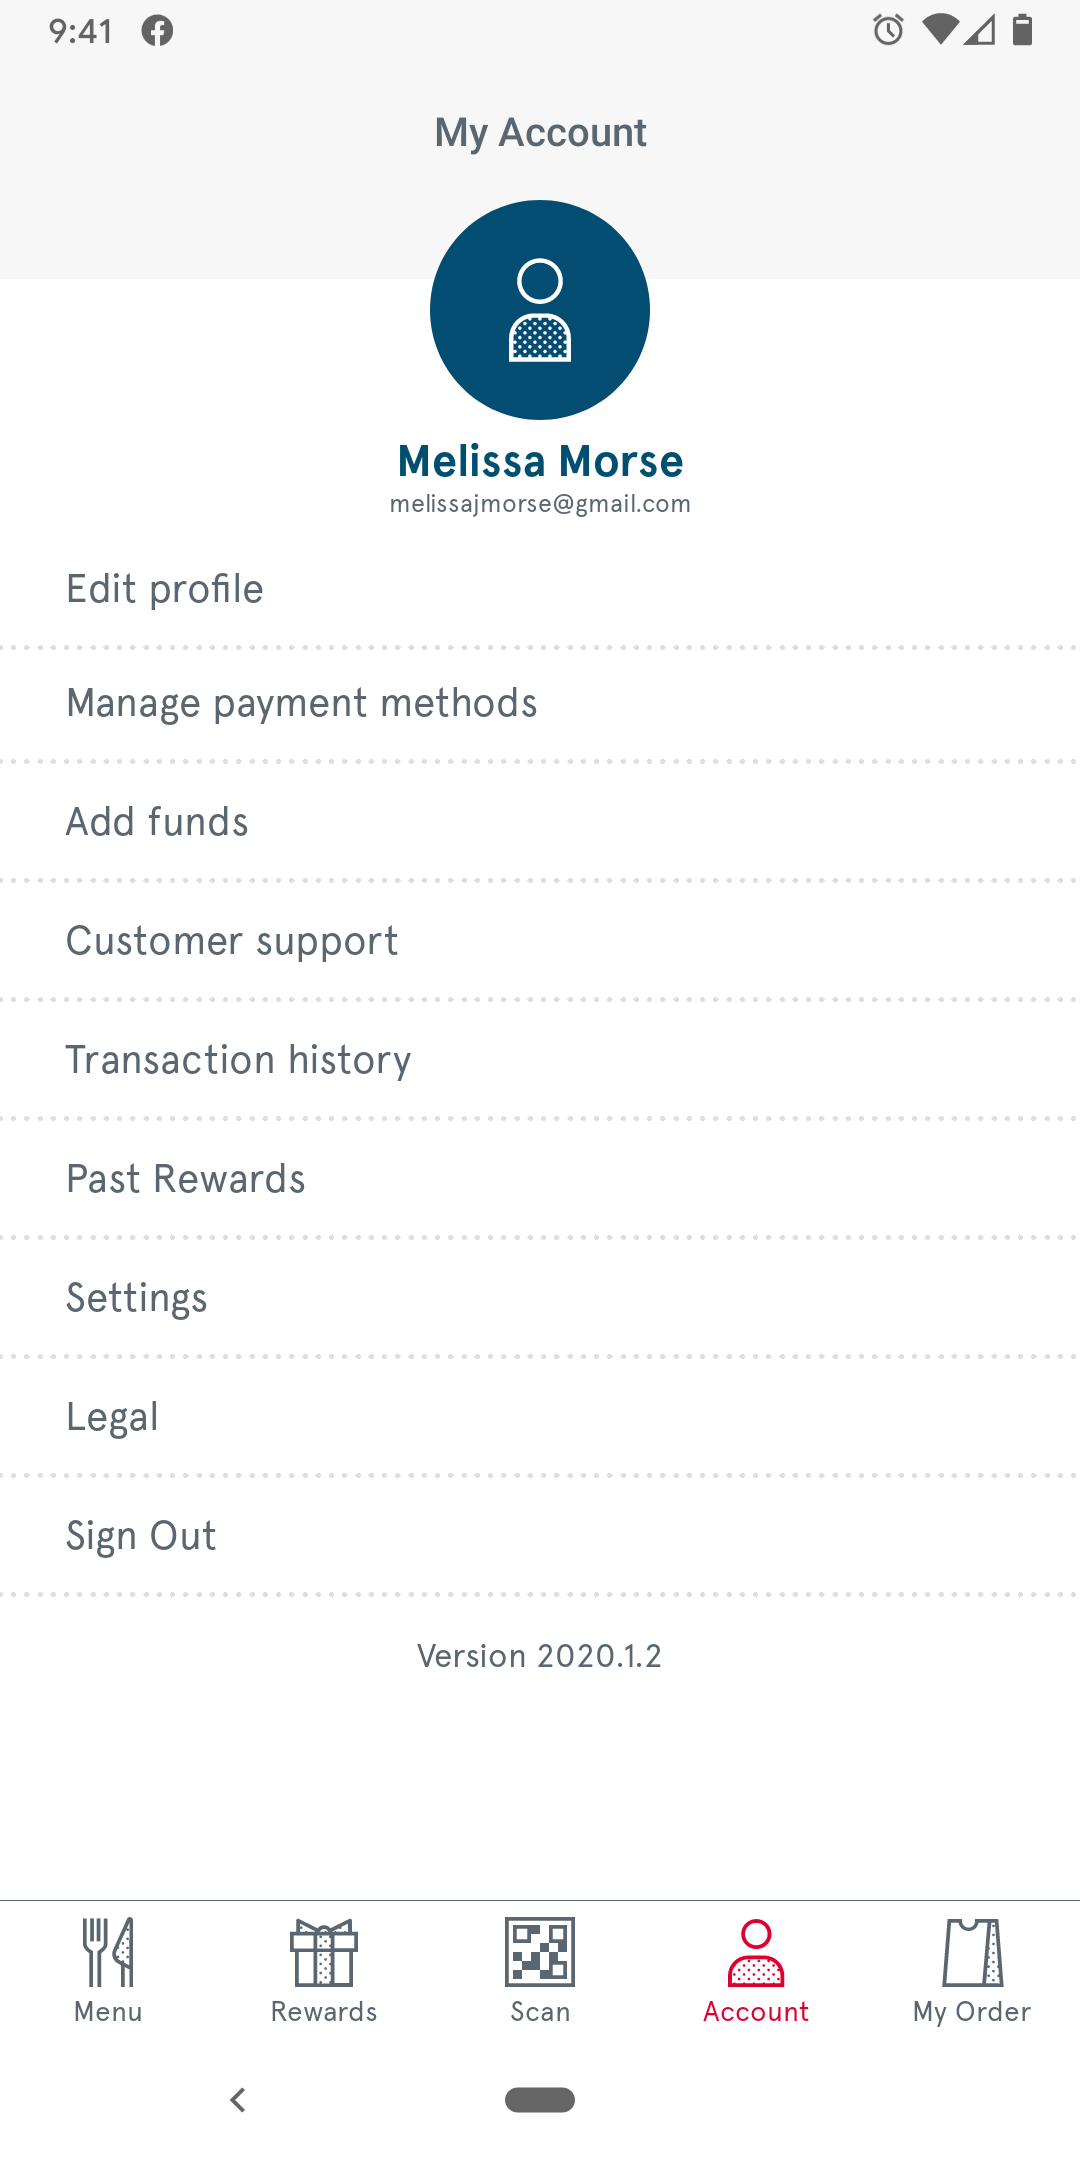 9:41
My Account
Melissa Morse
melissajmorse@gmail.com
Edit profile
Manage payment methods
Add funds
Customer support
Transaction history
Past Rewards
Settings
Legal
Sign Out
Version 2020.1.2
Menu Rewards Scan Account My Order